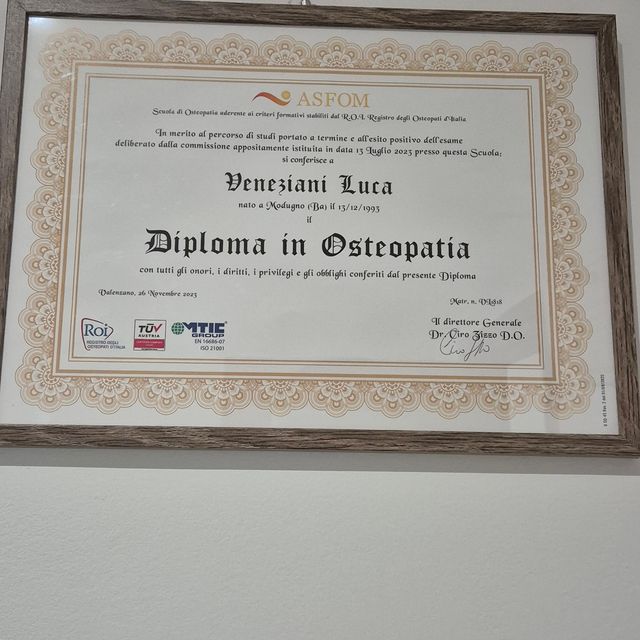 ASFOM
Scuola di Osteopatia aderente ai criteri formativi stabiliti dal R.O.I. Registro degli Osteopati d'Italia
In merito al percorso di studi portato a termine e all'esito positivo dell'esame
deliberato dalla commissione appositamente istituita in data 13 Luglio 2023 presso questa Scuola;
si conferisce a
Veneziani Luca
nato a Modugno (Ba) il 13/12/1993
il
Diploma in Osteopatia
con tutti gli onori, i diritti, i privilegi e gli obblighi conferiti dal presente Diploma
Valenzano, 26 Novembre 2023
Matr. n.
Il direttore Generale
Dr. Ciro Zizzo D.O.
Roi
REGISTRO DEGLI
OSTEOPATI D'ITALIA
TÜV
AUSTRIA
MTIC
GROUP
EN 16686-07
ISO 21001